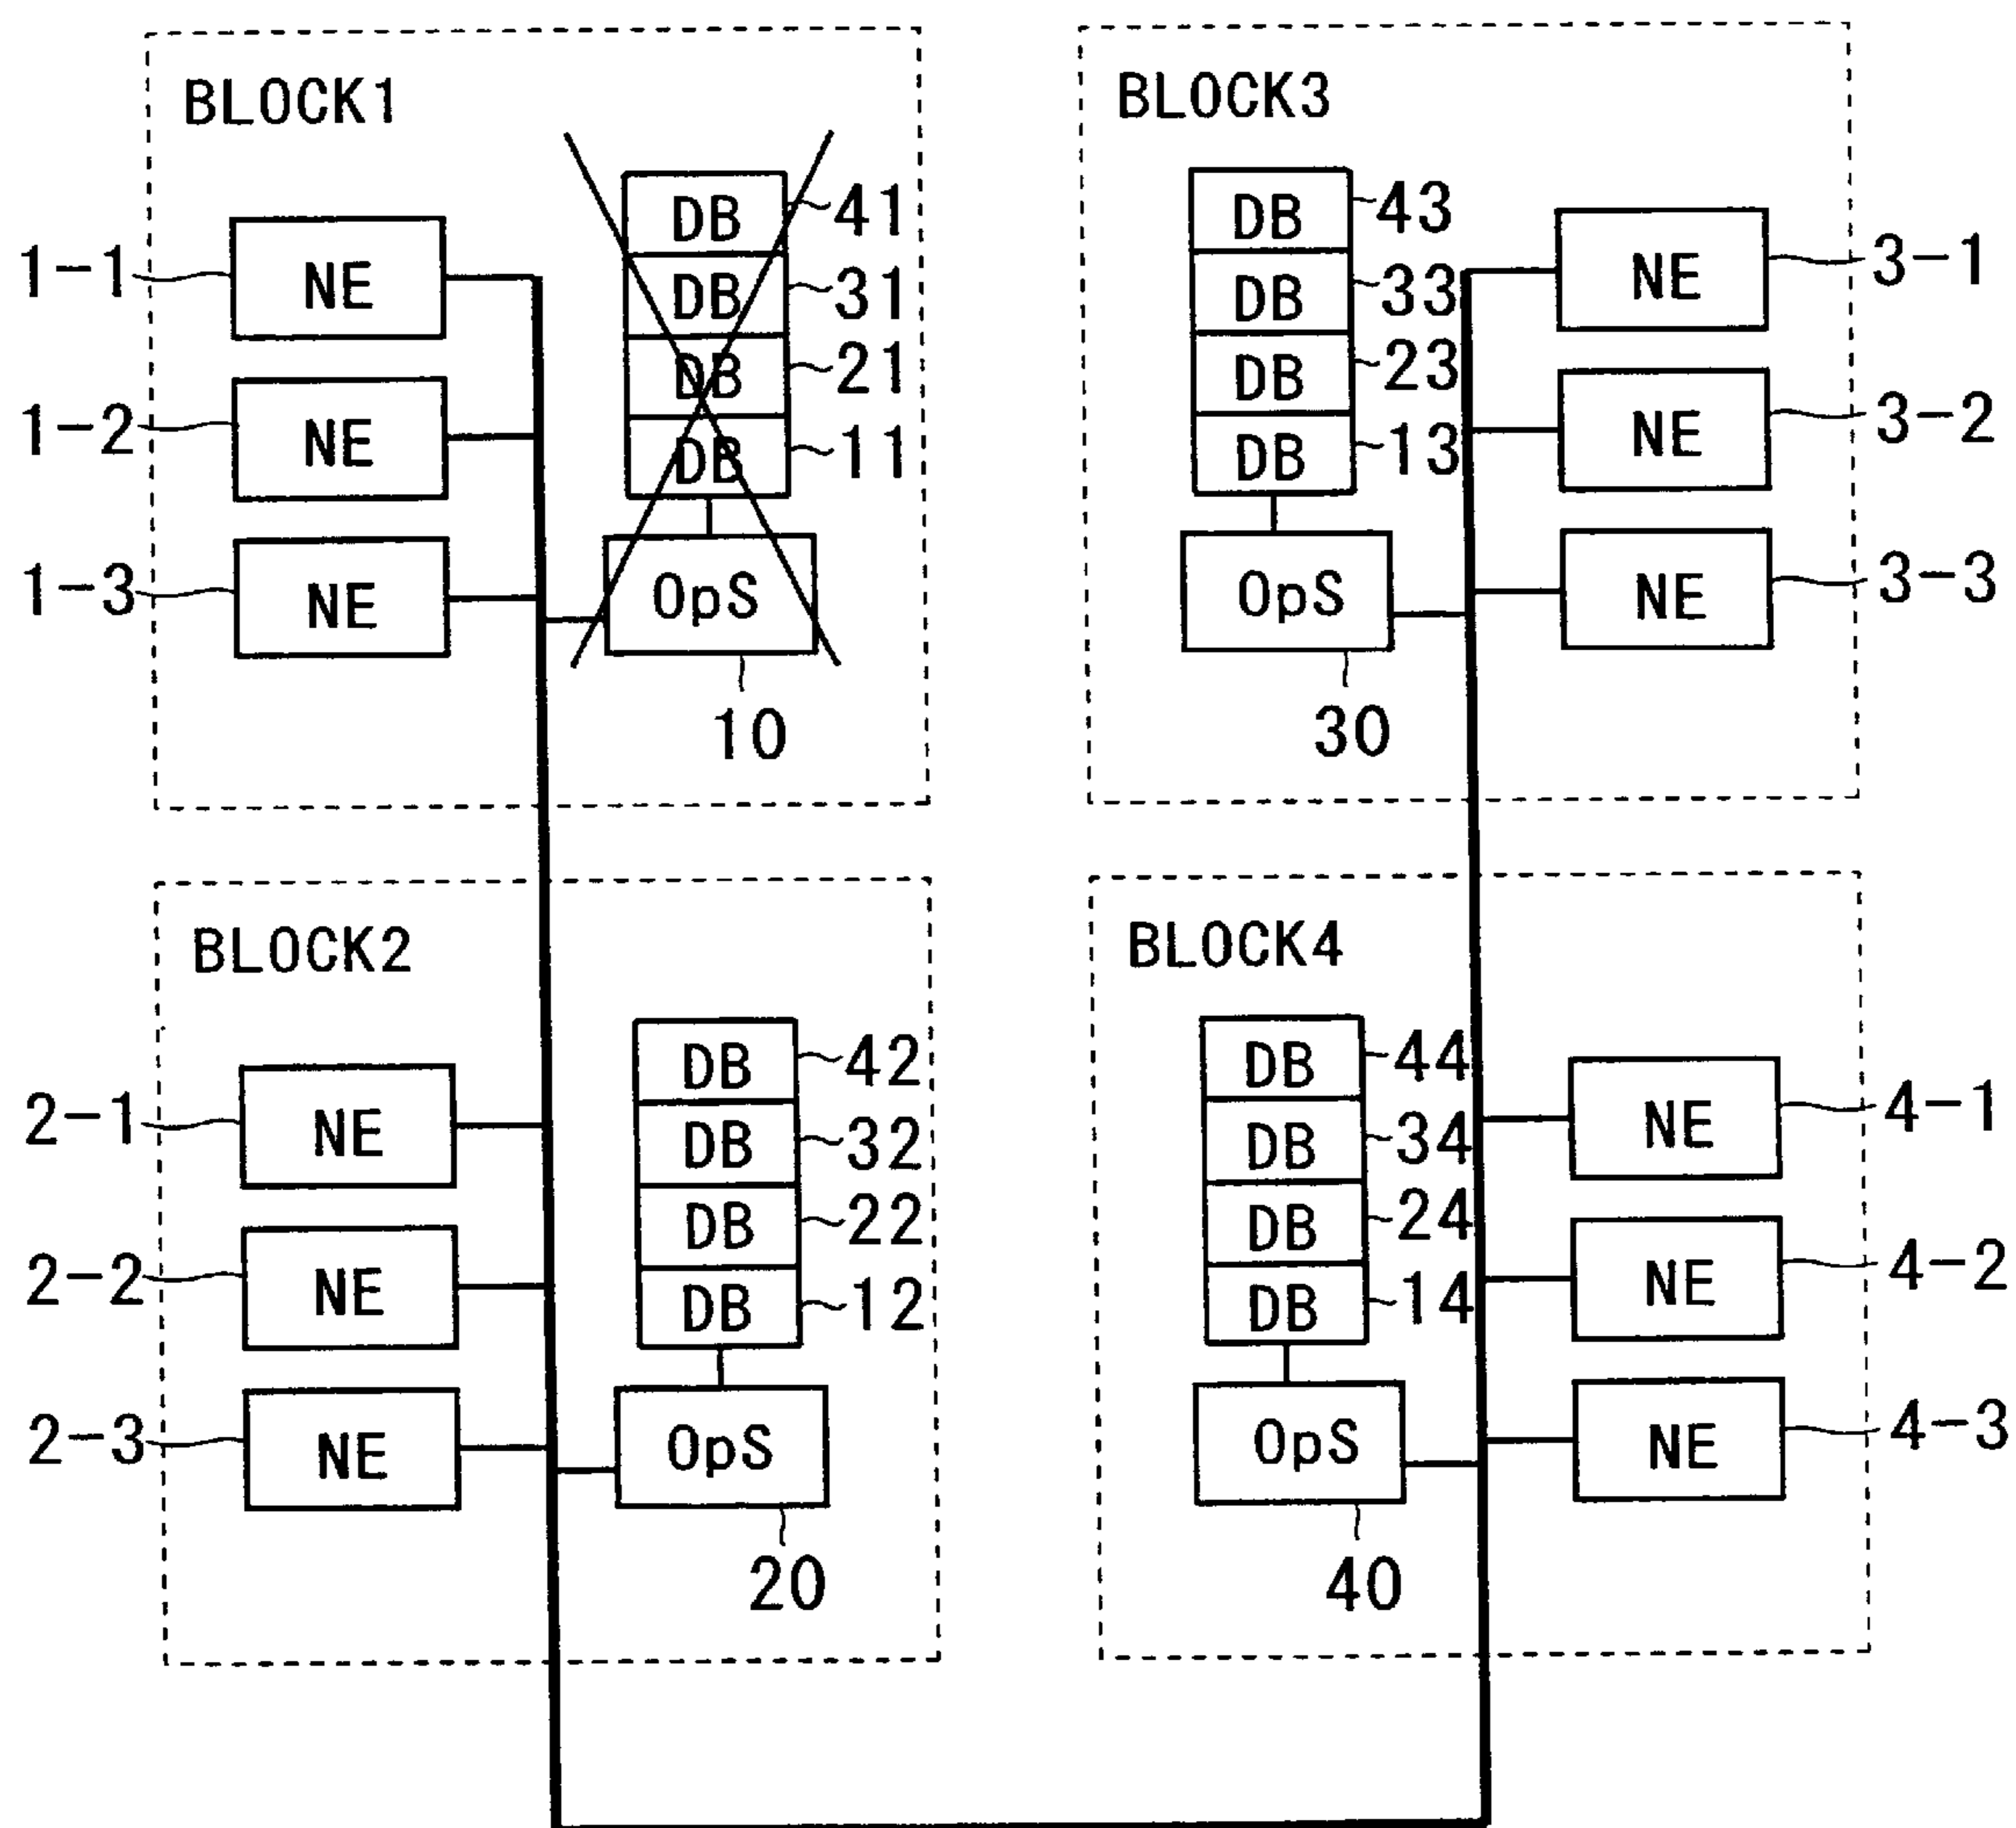 BLOCK1
DB 41
1-1 NE DB 31
DB 21
1-2 NE DB 11
1-3 NE OpS
10
BLOCK3
DB 43
DB 33 NE 3-1
DB 23
DB 13 NE 3-2
OpS NE 3-3
30
BLOCK2
DB 42
2-1 NE DB 32
DB 22
2-2 NE DB 12
2-3 NE OpS
20
BLOCK4
DB 44
DB 34 NE 4-1
DB 24
DB 14 NE 4-2
OpS NE 4-3
40